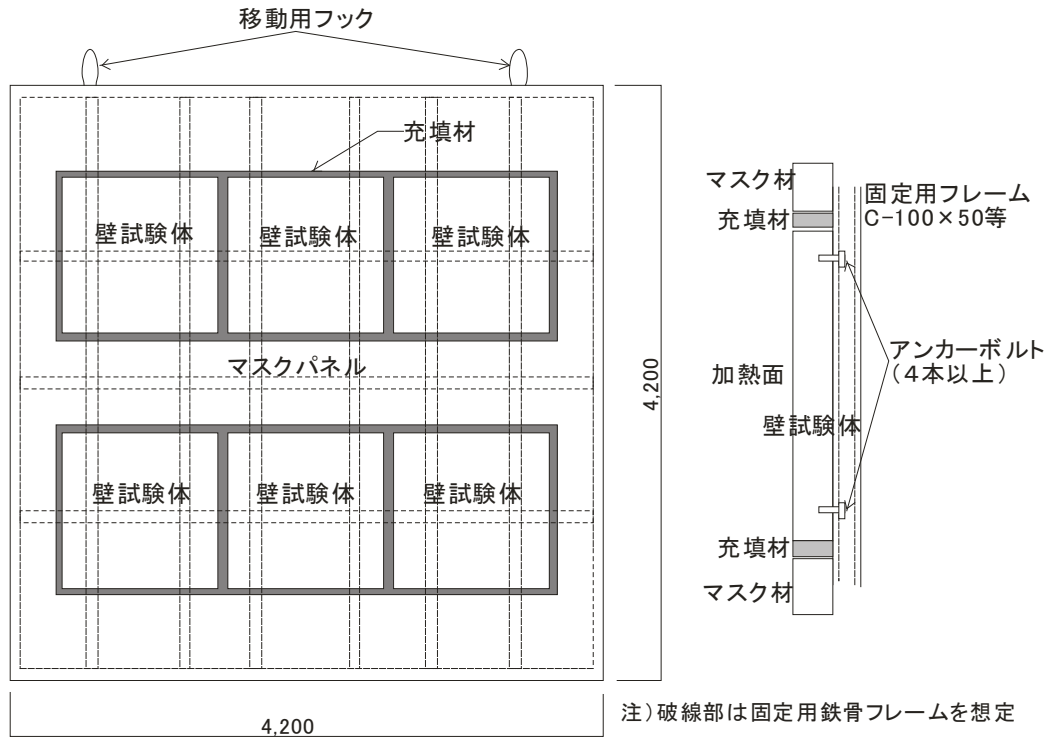 移動用フック
充填材
壁試験体 壁試験体 壁試験体
マスクパネル
壁試験体 壁試験体 壁試験体
4,200
4,200
マスク材
充填材
固定用フレーム
C-100×50等
加熱面
アンカーボルト
(4本以上)
壁試験体
充填材
マスク材
注)破線部は固定用鉄骨フレームを想定